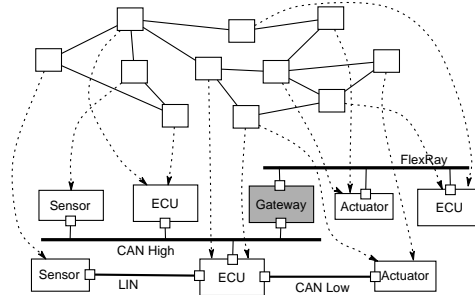 FlexRay
Sensor
ECU
Gateway
Actuator
ECU
CAN High
Sensor
LIN
ECU
CAN Low
Actuator